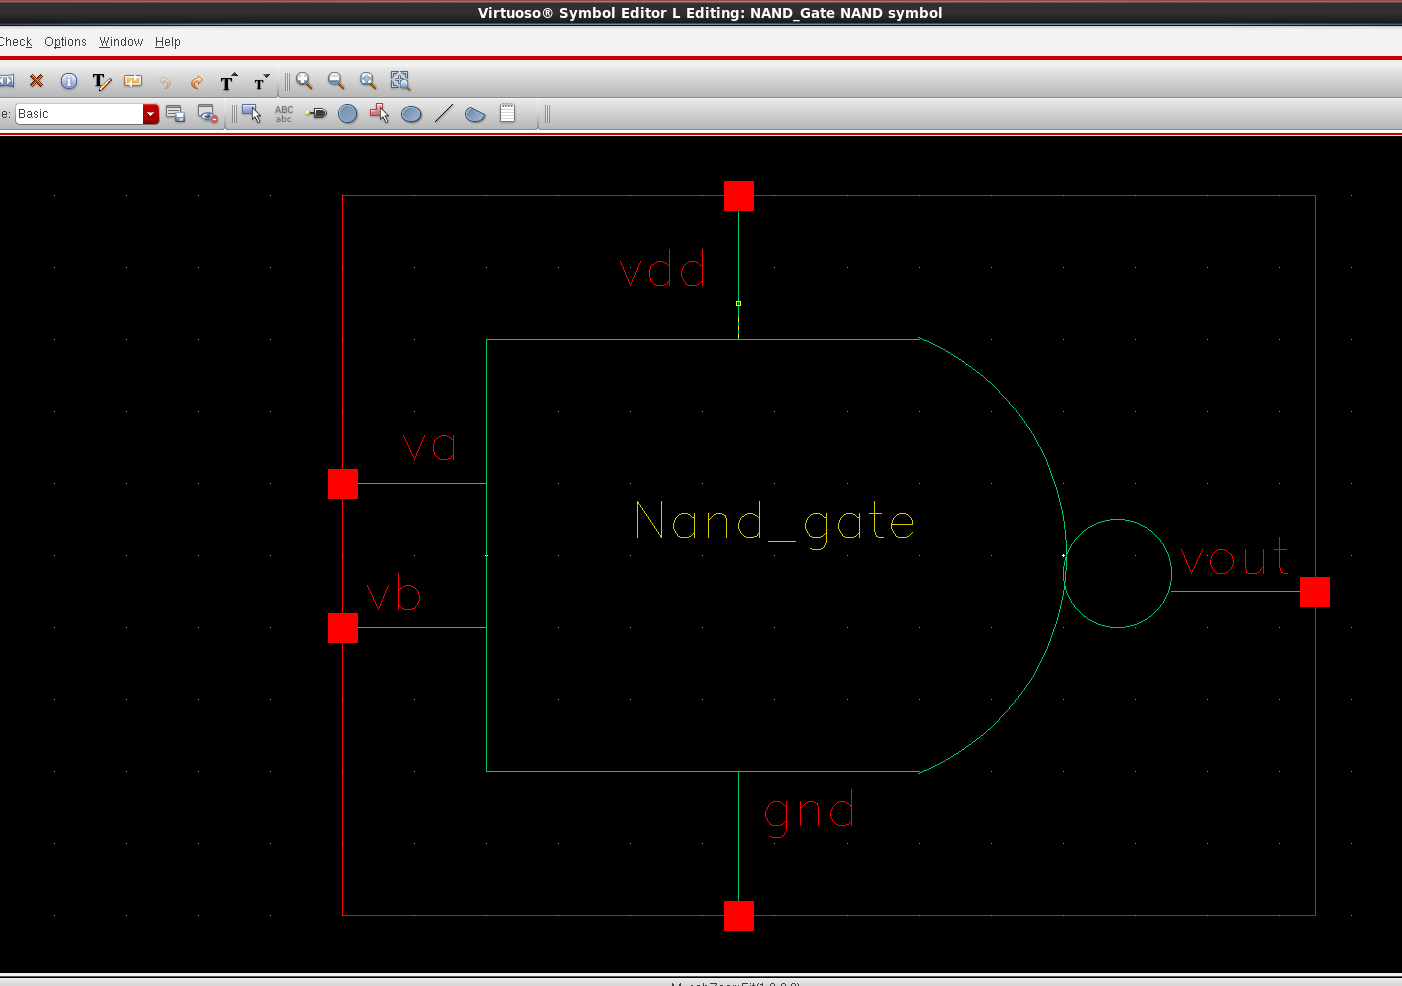 Virtuoso® Symbol Editor L Editing: NAND_Gate NAND symbol
Check Options Window Help
T T T
e: Basic ABC
abc
vdd
va
Nand_gate
vb
vout
gnd